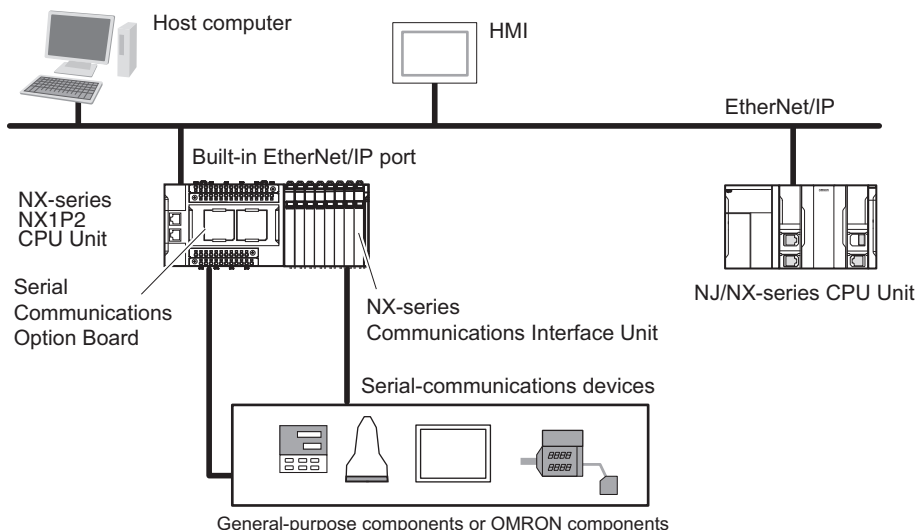 Host computer
HMI
EtherNet/IP
Built-in EtherNet/IP port
NX-series
NX1P2
CPU Unit
Serial
Communications
Option Board
NX-series
Communications Interface Unit
NJ/NX-series CPU Unit
Serial-communications devices
8888
8888
General-purpose components or OMRON components